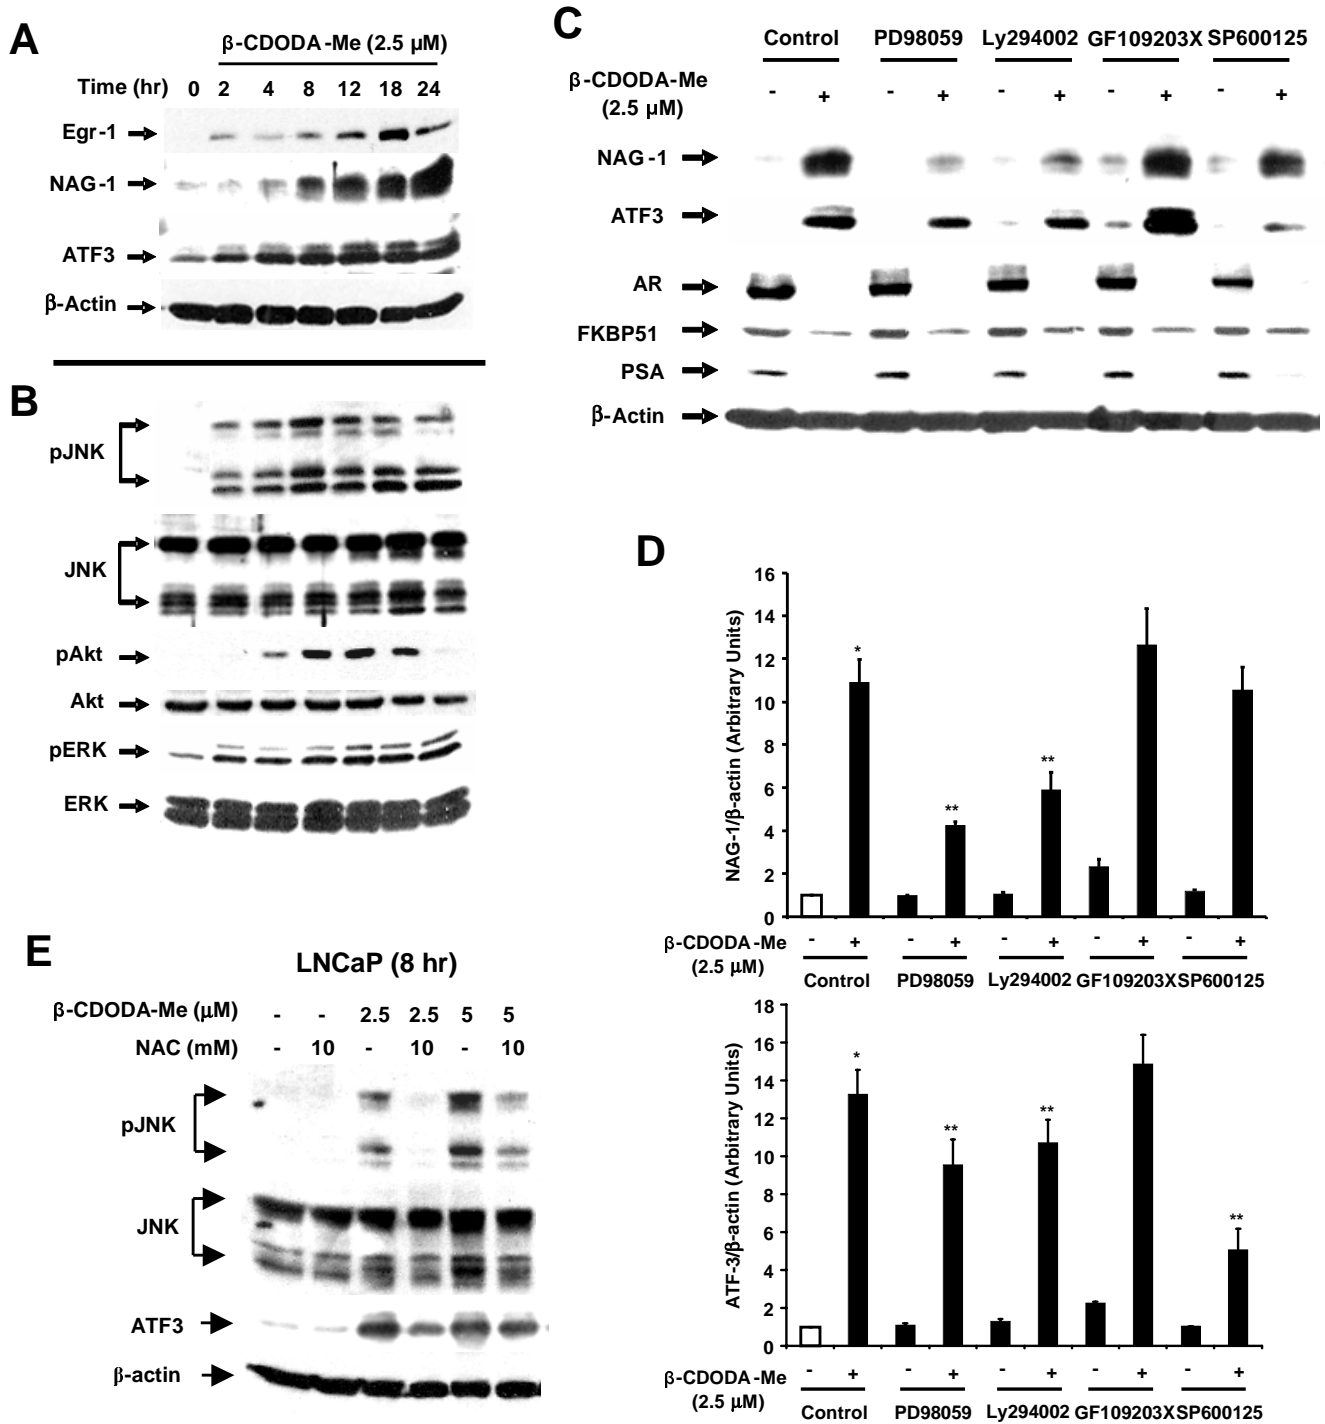 A
β-CDODA-Me (2.5 μM)
Time (hr) 0 2 4 8 12 18 24
Egr-1
NAG-1
ATF3
β-Actin
B
pJNK
JNK
pAkt
Akt
pERK
ERK
C
Control PD98059 Ly294002 GF109203X SP600125
β-CDODA-Me
(2.5 μM)
- + - + - + - + - +
NAG-1
ATF3
AR
FKBP51
PSA
β-Actin
D
NAG-1/β-actin (Arbitrary Units)
16
14
12
10
8
6
4
2
0
* ** **
β-CDODA-Me
(2.5 μM)
- + - + - + - + - +
Control PD98059 Ly294002 GF109203X SP600125
ATF-3/β-actin (Arbitrary Units)
18
16
14
12
10
8
6
4
2
0
* ** ** **
β-CDODA-Me
(2.5 μM)
- + - + - + - + - +
Control PD98059 Ly294002 GF109203X SP600125
E
LNCaP (8 hr)
β-CDODA-Me (μM) - - 2.5 2.5 5 5
NAC (mM) - 10 - 10 - 10
pJNK
JNK
ATF3
β-actin